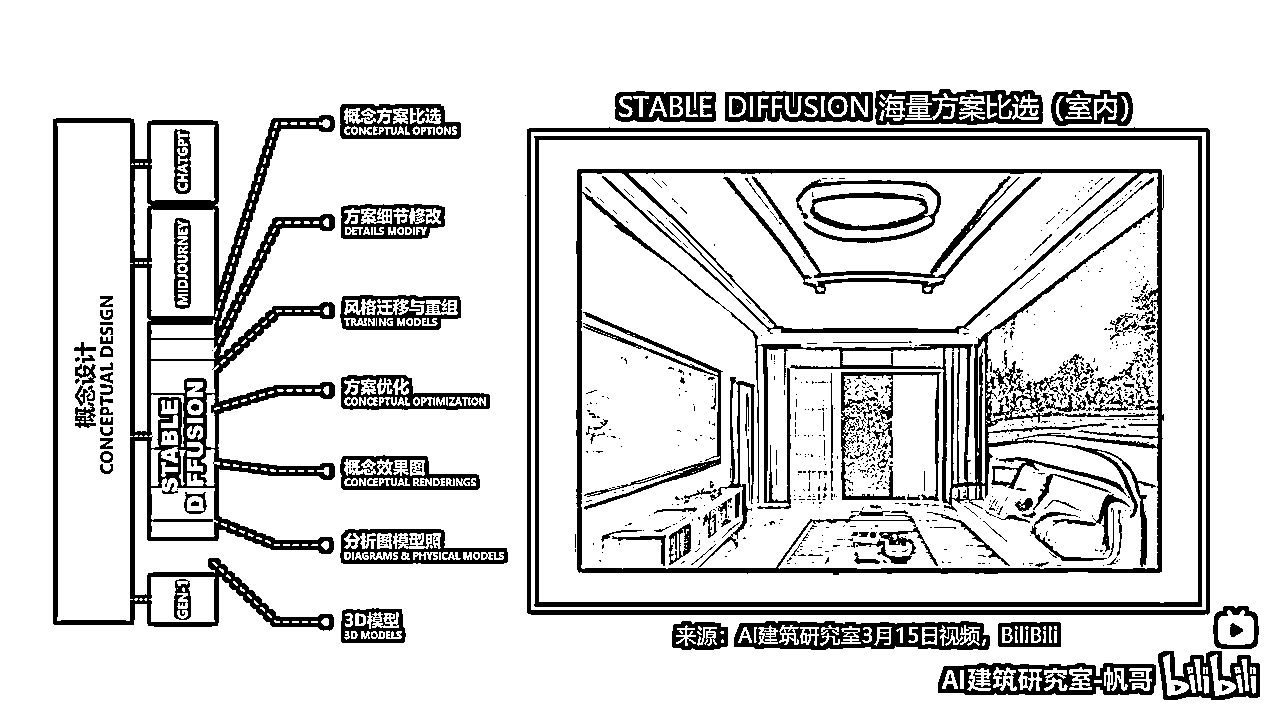 STABLE DIFFUSION 海量方案比选（室内）
概念设计
CONCEPTUAL DESIGN
CHATGPT
MIDJOURNEY
STABLE
DIFFUSION
GEN-1
概念方案比选
CONCEPTUAL OPTIONS
方案细节修改
DETAILS MODIFY
风格迁移与重组
TRAINING MODELS
方案优化
CONCEPTUAL OPTIMIZATION
概念效果图
CONCEPTUAL RENDERINGS
分析图模型照
DIAGRAMS & PHYSICAL MODELS
3D模型
3D MODELS
来源：AI建筑研究室3月15日视频，BiliBili
AI建筑研究室-帆哥 bilibili